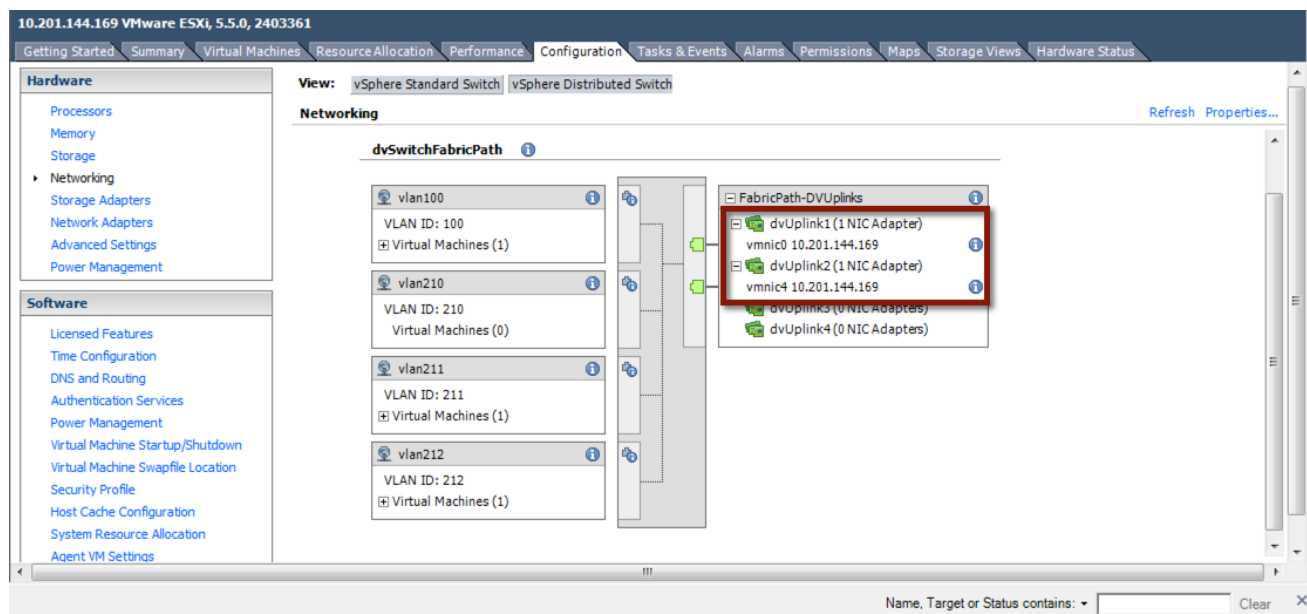 10.201.144.169 VMware ESXi, 5.5.0, 2403361
Getting Started Summary Virtual Machines Resource Allocation Performance Configuration Tasks & Events Alarms Permissions Maps Storage Views Hardware Status
Hardware
Processors
Memory
Storage
Networking
Storage Adapters
Network Adapters
Advanced Settings
Power Management
Software
Licensed Features
Time Configuration
DNS and Routing
Authentication Services
Power Management
Virtual Machine Startup/Shutdown
Virtual Machine Swapfile Location
Security Profile
Host Cache Configuration
System Resource Allocation
Agent VM Settings
View: vSphere Standard Switch vSphere Distributed Switch
Networking Refresh Properties...
dvSwitchFabricPath
vlan100
VLAN ID: 100
Virtual Machines (1)
vlan210
VLAN ID: 210
Virtual Machines (0)
vlan211
VLAN ID: 211
Virtual Machines (1)
vlan212
VLAN ID: 212
Virtual Machines (1)
FabricPath-DVUplinks
dvUplink1 (1 NIC Adapter)
vmnic0 10.201.144.169
dvUplink2 (1 NIC Adapter)
vmnic4 10.201.144.169
dvUplink3 (0 NIC Adapters)
dvUplink4 (0 NIC Adapters)
Name, Target or Status contains: Clear